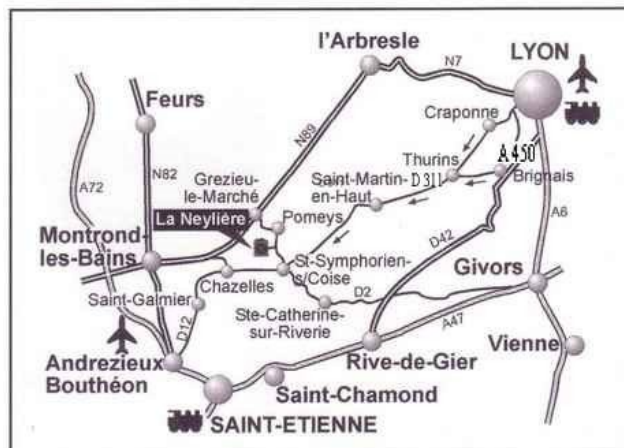 l'Arbresle
LYON
N7
Feurs
Craponne
N89
A 450
Thurins
A72
N82
Grezieu-
le-Marché
Saint-Martin
en-Haut
D 311
Brignais
La Neylière
Pomeys
A6
D42
Montrond-
les-Bains
St-Symphorien-
s/Coise
Givors
Chazelles
Saint-Galmier
D2
Ste-Catherine-
sur-Riverie
D12
A47
Vienne
Andrezieux
Bouthéon
Rive-de-Gier
Saint-Chamond
SAINT-ETIENNE